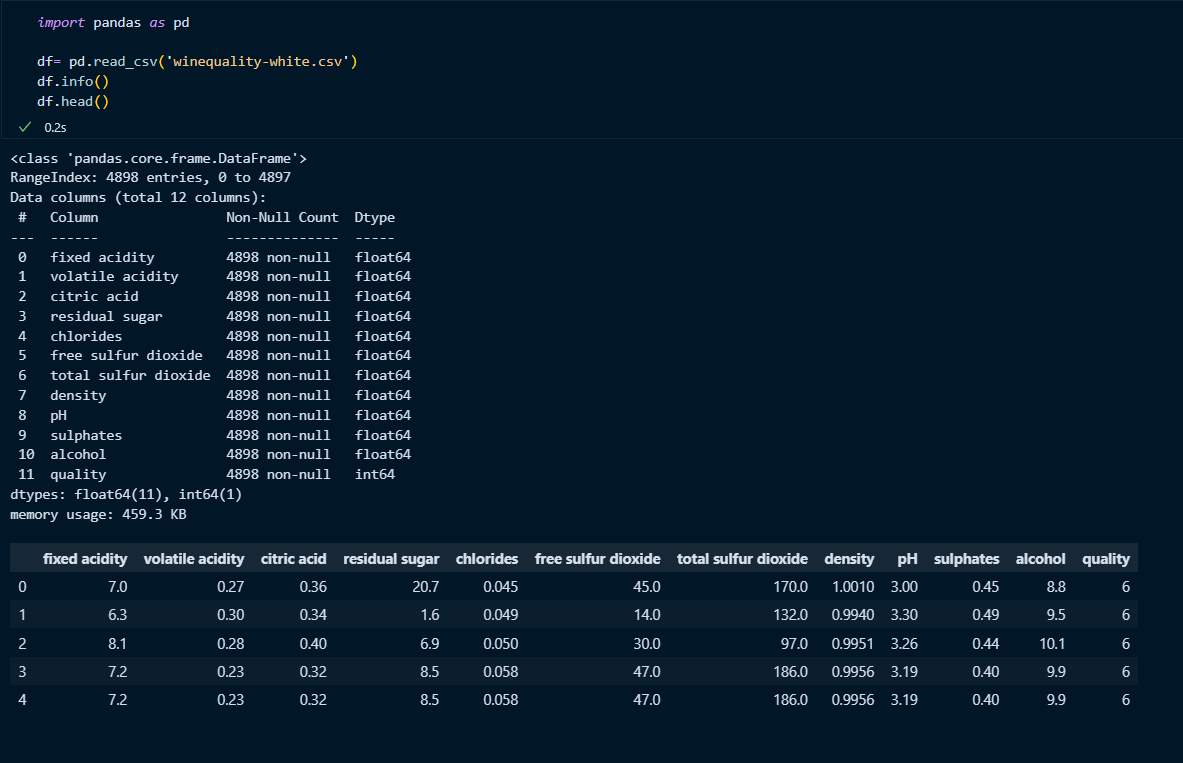 import pandas as pd
df= pd.read_csv('winequality-white.csv')
df.info()
df.head()
0.2s
<class 'pandas.core.frame.DataFrame'>
RangeIndex: 4898 entries, 0 to 4897
Data columns (total 12 columns):
 #   Column                Non-Null Count  Dtype
---  ------                --------------  -----
 0   fixed acidity         4898 non-null   float64
 1   volatile acidity      4898 non-null   float64
 2   citric acid           4898 non-null   float64
 3   residual sugar        4898 non-null   float64
 4   chlorides             4898 non-null   float64
 5   free sulfur dioxide   4898 non-null   float64
 6   total sulfur dioxide  4898 non-null   float64
 7   density               4898 non-null   float64
 8   pH                    4898 non-null   float64
 9   sulphates             4898 non-null   float64
 10  alcohol               4898 non-null   float64
 11  quality               4898 non-null   int64
dtypes: float64(11), int64(1)
memory usage: 459.3 KB
fixed acidity volatile acidity citric acid residual sugar chlorides free sulfur dioxide total sulfur dioxide density pH sulphates alcohol quality
0 7.0 0.27 0.36 20.7 0.045 45.0 170.0 1.0010 3.00 0.45 8.8 6
1 6.3 0.30 0.34 1.6 0.049 14.0 132.0 0.9940 3.30 0.49 9.5 6
2 8.1 0.28 0.40 6.9 0.050 30.0 97.0 0.9951 3.26 0.44 10.1 6
3 7.2 0.23 0.32 8.5 0.058 47.0 186.0 0.9956 3.19 0.40 9.9 6
4 7.2 0.23 0.32 8.5 0.058 47.0 186.0 0.9956 3.19 0.40 9.9 6